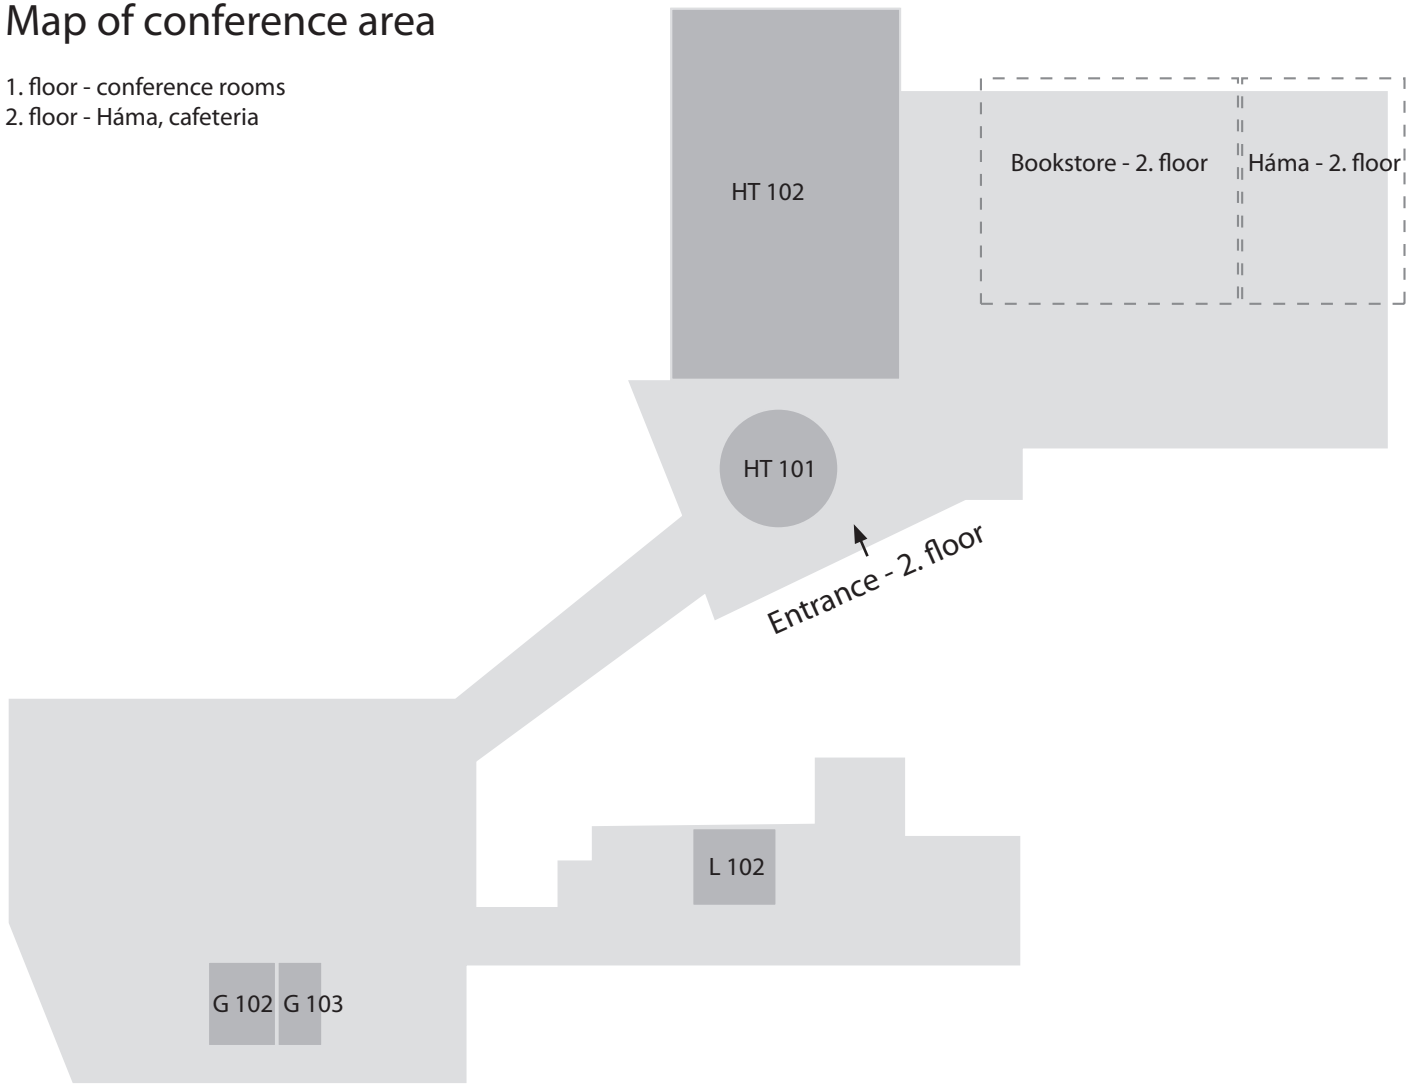 Map of conference area
1. floor - conference rooms
2. floor - Háma, cafeteria
HT 102
Bookstore - 2. floor
Háma - 2. floor
HT 101
Entrance - 2. floor
L 102
G 102
G 103